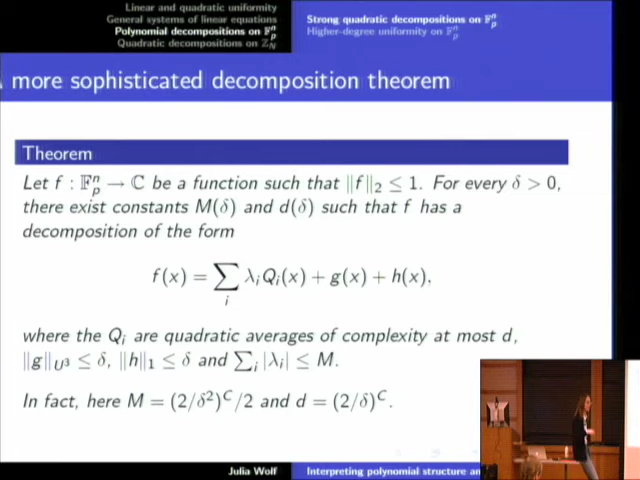 Linear and quadratic uniformity
General systems of linear equations
Polynomial decompositions on 𝔽ₚⁿ
Quadratic decompositions on ℤ_N
Strong quadratic decompositions on 𝔽ₚⁿ
Higher-degree uniformity on 𝔽ₚⁿ
more sophisticated decomposition theorem
Theorem
Let f : 𝔽ₚⁿ → ℂ be a function such that ||f||₂ ≤ 1. For every δ > 0,
there exist constants M(δ) and d(δ) such that f has a
decomposition of the form
f(x) = ∑ᵢ λᵢQᵢ(x) + g(x) + h(x),
where the Qᵢ are quadratic averages of complexity at most d,
||g||_{U³} ≤ δ, ||h||₁ ≤ δ and ∑ᵢ |λᵢ| ≤ M.
In fact, here M = (2/δ²)^C/2 and d = (2/δ)^C.
Julia Wolf
Interpreting polynomial structure an